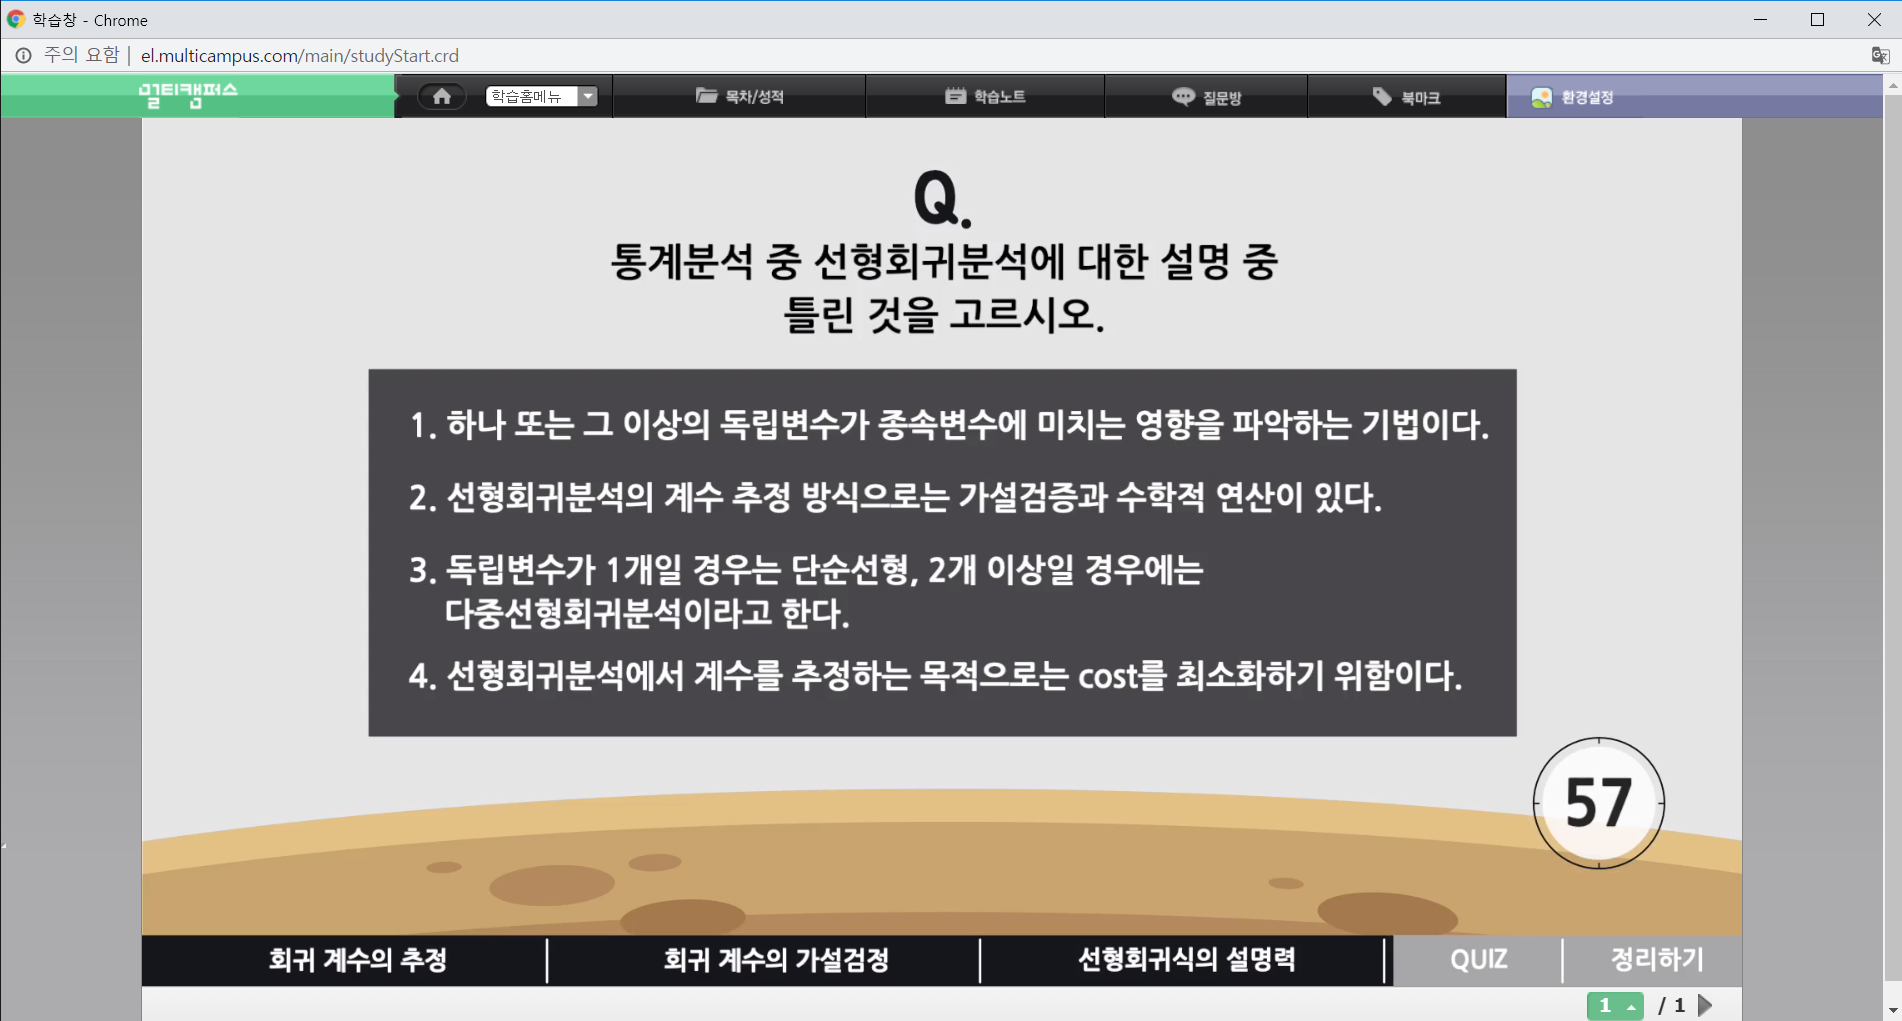 학습창 - Chrome
주의 요함 | el.multicampus.com/main/studyStart.crd
멀티캠퍼스
학습홈메뉴
목차/성적
학습노트
질문방
북마크
환경설정
Q.
통계분석 중 선형회귀분석에 대한 설명 중
틀린 것을 고르시오.
1. 하나 또는 그 이상의 독립변수가 종속변수에 미치는 영향을 파악하는 기법이다.
2. 선형회귀분석의 계수 추정 방식으로는 가설검증과 수학적 연산이 있다.
3. 독립변수가 1개일 경우는 단순선형, 2개 이상일 경우에는
다중선형회귀분석이라고 한다.
4. 선형회귀분석에서 계수를 추정하는 목적으로는 cost를 최소화하기 위함이다.
57
회귀 계수의 추정
회귀 계수의 가설검정
선형회귀식의 설명력
QUIZ
정리하기
1 / 1